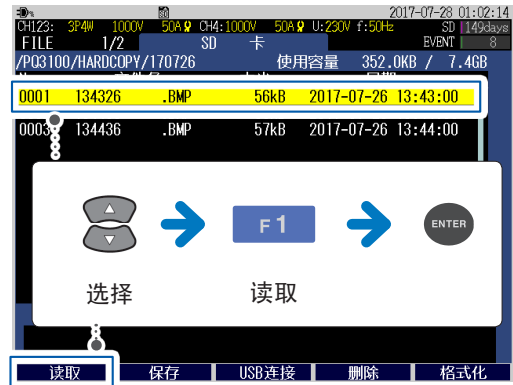 2017-07-28 01:02:14
CH123: 3P4W 1000V 50A CH4:1000V 50A U:230V f:50Hz SD 149days
FILE 1/2 SD 卡 EVENT 8
/PQ3100/HARDCOPY/170726 使用容量 352.0KB / 7.4GB
0001 134326 .BMP 56kB 2017-07-26 13:43:00
0003 134436 .BMP 57kB 2017-07-26 13:44:00
F1
ENTER
选择 读取
读取 保存 USB连接 删除 格式化